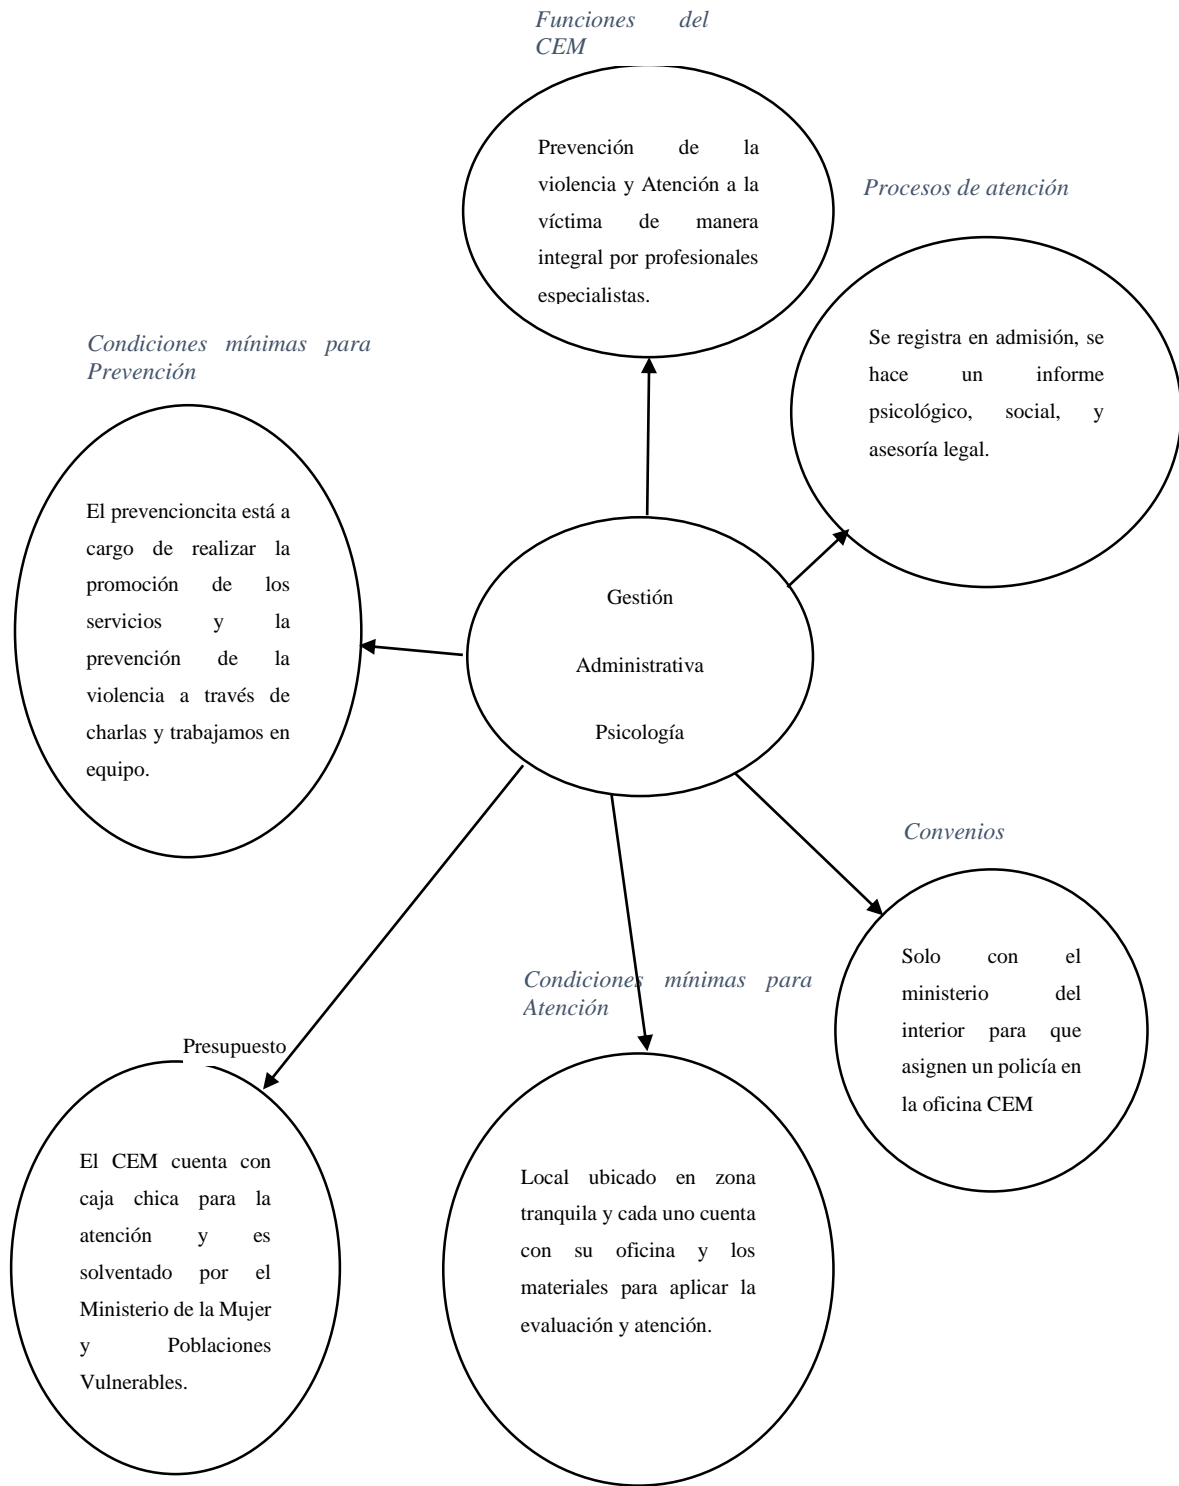 Funciones del
CEM
Prevención de la
violencia y Atención a la
víctima de manera
integral por profesionales
especialistas.
Procesos de atención
Se registra en admisión, se
hace un informe
psicológico, social, y
asesoría legal.
Condiciones mínimas para
Prevención
El prevencioncita está a
cargo de realizar la
promoción de los
servicios y la
prevención de la
violencia a través de
charlas y trabajamos en
equipo.
Gestión
Administrativa
Psicología
Convenios
Solo con el
ministerio del
interior para que
asignen un policía en
la oficina CEM
Condiciones mínimas para
Atención
Local ubicado en zona
tranquila y cada uno cuenta
con su oficina y los
materiales para aplicar la
evaluación y atención.
Presupuesto
El CEM cuenta con
caja chica para la
atención y es
solventado por el
Ministerio de la Mujer
y Poblaciones
Vulnerables.